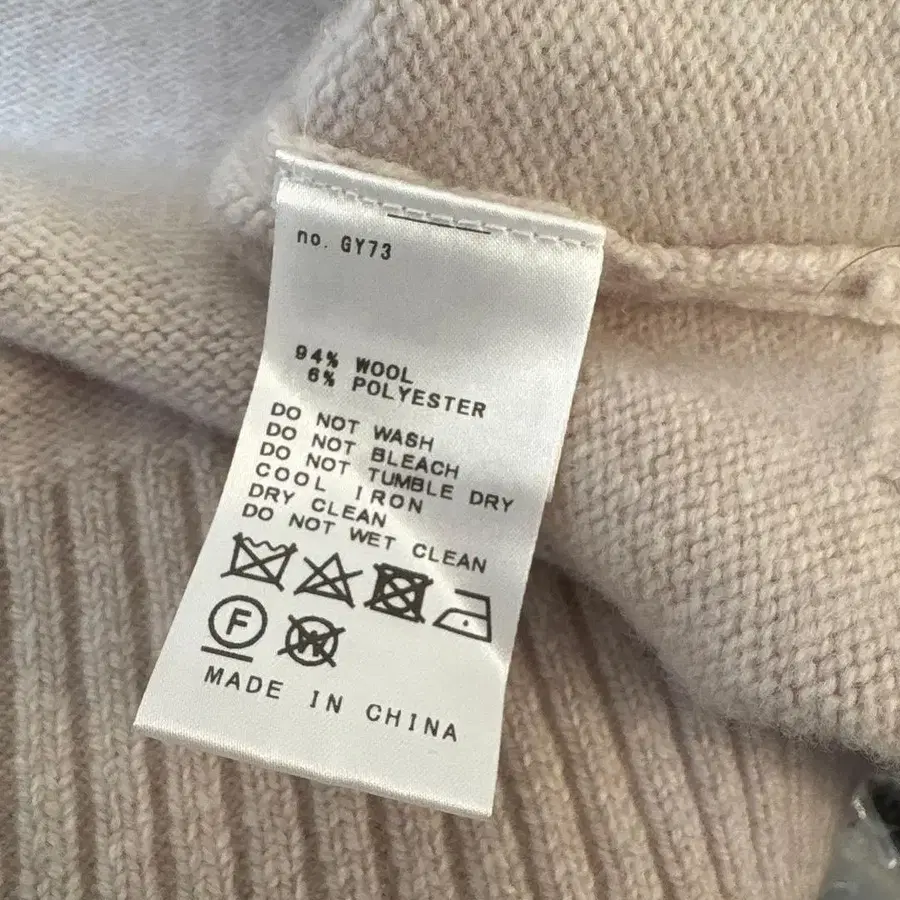 no. GY73
94% WOOL
6% POLYESTER
DO NOT WASH
DO NOT BLEACH
DO NOT TUMBLE DRY
COOL IRON
DRY CLEAN
DO NOT WET CLEAN
F W
MADE IN CHINA